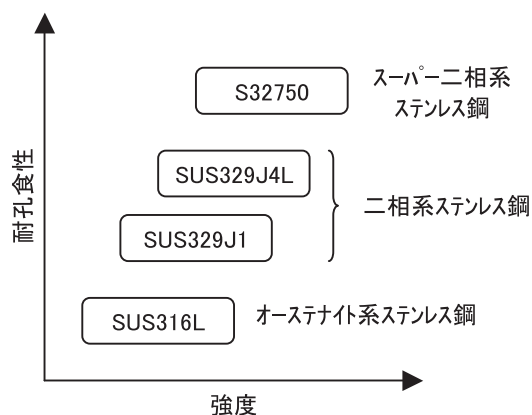 耐孔食性
S32750
スーパー二相系
ステンレス鋼
SUS329J4L
二相系ステンレス鋼
SUS329J1
SUS316L
オーステナイト系ステンレス鋼
強度